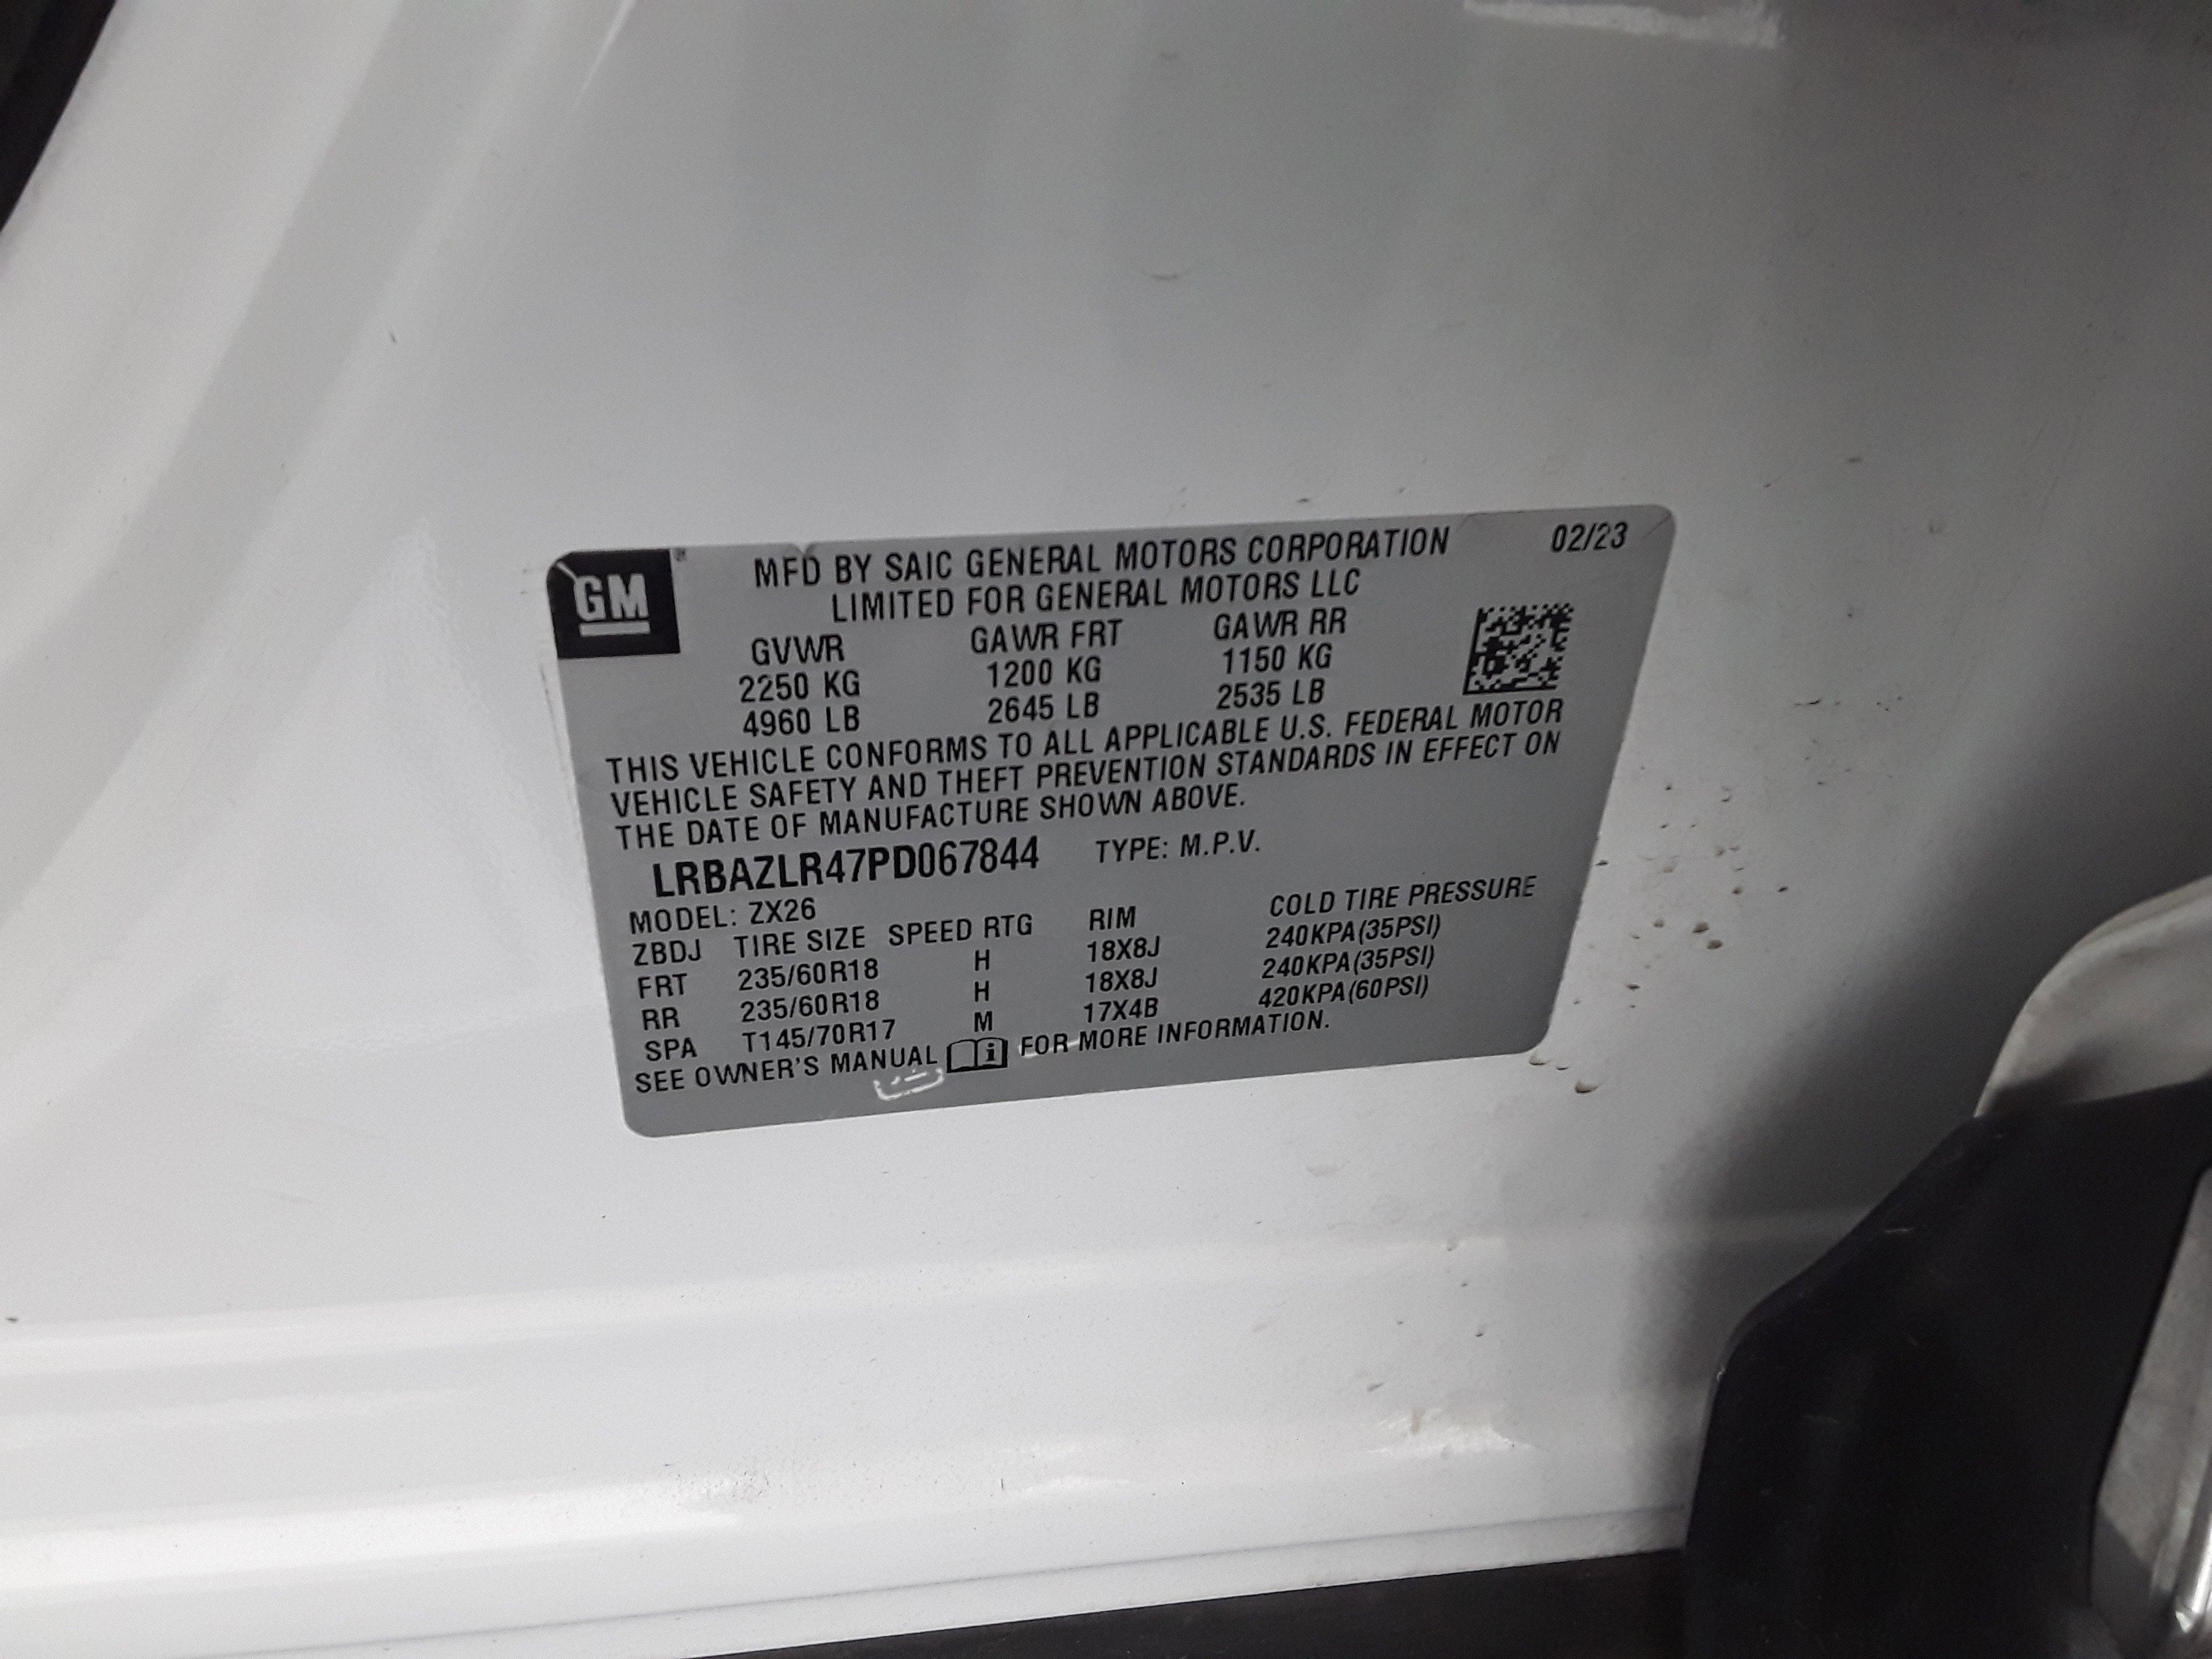 GM
MFD BY SAIC GENERAL MOTORS CORPORATION 02/23
LIMITED FOR GENERAL MOTORS LLC
GVWR GAWR FRT GAWR RR
2250 KG 1200 KG 1150 KG
4960 LB 2645 LB 2535 LB
THIS VEHICLE CONFORMS TO ALL APPLICABLE U.S. FEDERAL MOTOR
VEHICLE SAFETY AND THEFT PREVENTION STANDARDS IN EFFECT ON
THE DATE OF MANUFACTURE SHOWN ABOVE.
LRBAZLR47PD067844 TYPE: M.P.V.
MODEL: ZX26
ZBDJ TIRE SIZE SPEED RTG RIM COLD TIRE PRESSURE
FRT 235/60R18 H 18X8J 240KPA(35PSI)
RR 235/60R18 H 18X8J 240KPA(35PSI)
SPA T145/70R17 M 17X4B 420KPA(60PSI)
SEE OWNER'S MANUAL i FOR MORE INFORMATION.